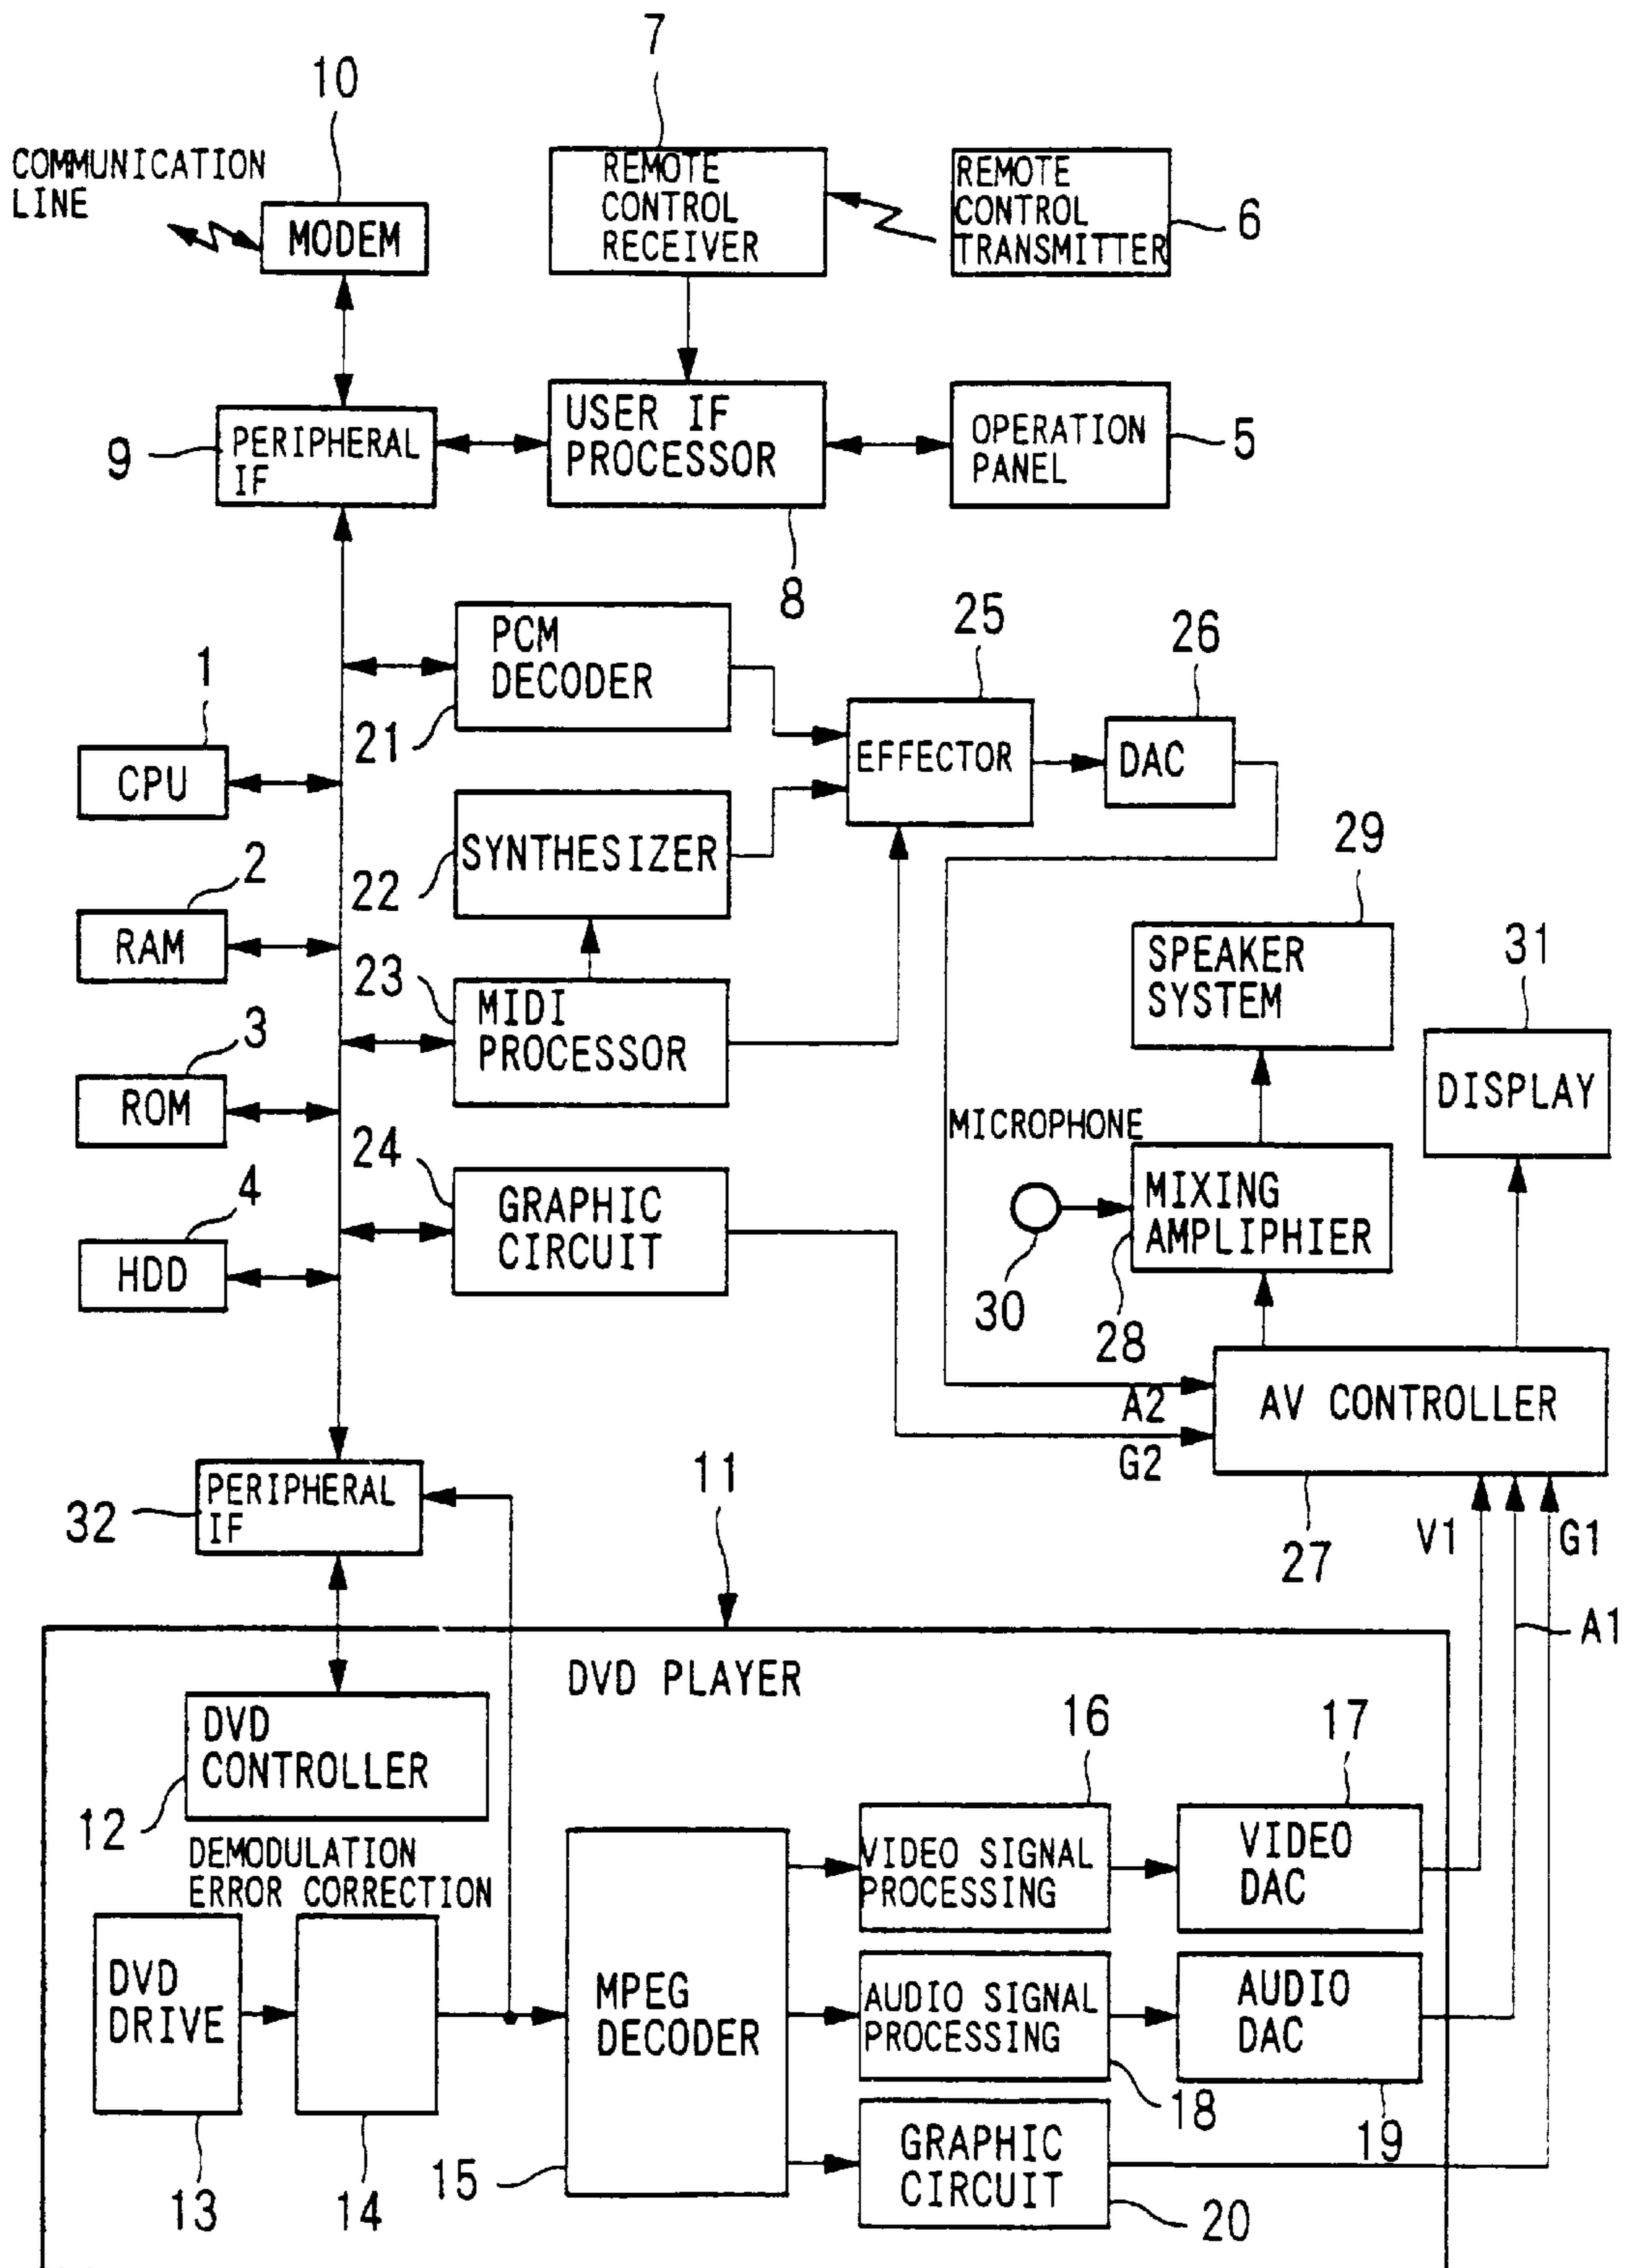 7
10
COMMUNICATION
LINE
MODEM
REMOTE
CONTROL
RECEIVER
REMOTE
CONTROL
TRANSMITTER
6
9
PERIPHERAL
IF
USER IF
PROCESSOR
OPERATION
PANEL
5
8
PCM
DECODER
21
25
26
1
CPU
EFFECTOR
DAC
SYNTHESIZER
22
2
RAM
29
SPEAKER
SYSTEM
31
23
MIDI
PROCESSOR
3
ROM
DISPLAY
MICROPHONE
24
GRAPHIC
CIRCUIT
4
HDD
MIXING
AMPLIPHIER
30
28
A2
AV CONTROLLER
G2
11
32
PERIPHERAL
IF
27
V1
G1
A1
DVD PLAYER
DVD
CONTROLLER
12
16
17
DEMODULATION
ERROR CORRECTION
VIDEO SIGNAL
PROCESSING
VIDEO
DAC
DVD
DRIVE
MPEG
DECODER
AUDIO SIGNAL
PROCESSING
AUDIO
DAC
18
19
GRAPHIC
CIRCUIT
13
14
15
20